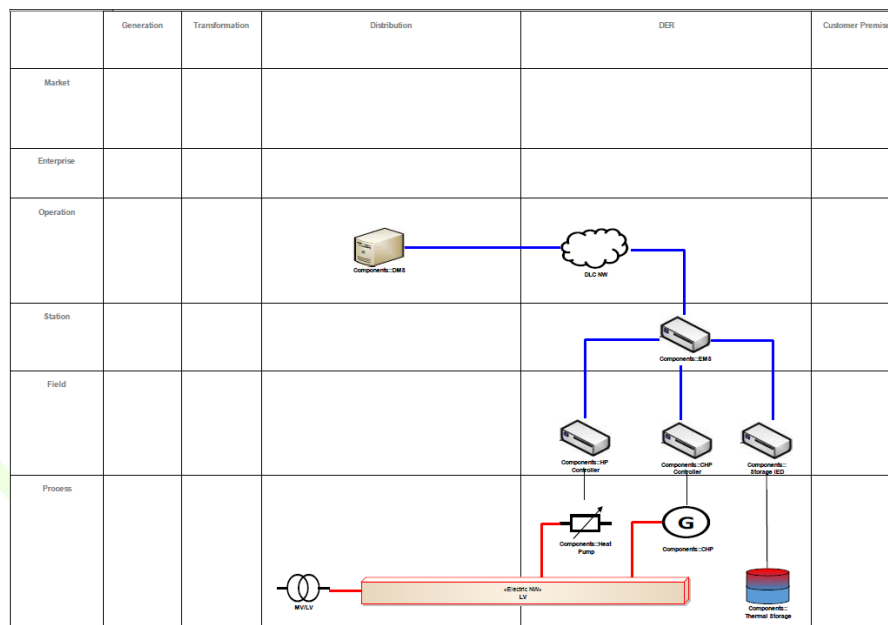 Generation
Transformation
Distribution
DER
Customer Premise
Market
Enterprise
Operation
Components::DMS
DLC NW
Station
Components::EMS
Field
Components::HP
Controller
Components::CHP
Controller
Components::
Storage IED
Process
Components::Heat
Pump
G
Components::CHP
MV/LV
«Electric NW»
LV
Components::
Thermal Storage